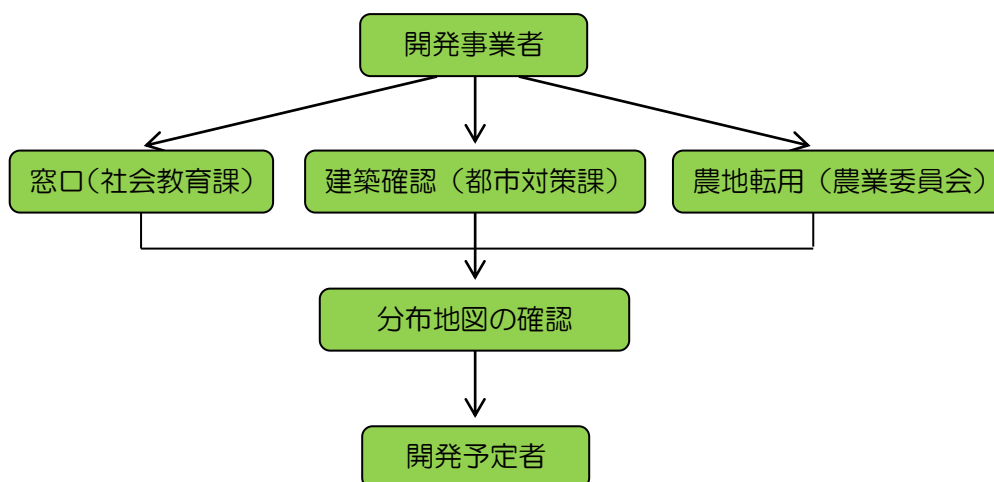 開発事業者
窓口(社会教育課)
建築確認（都市対策課）
農地転用（農業委員会）
分布地図の確認
開発予定者